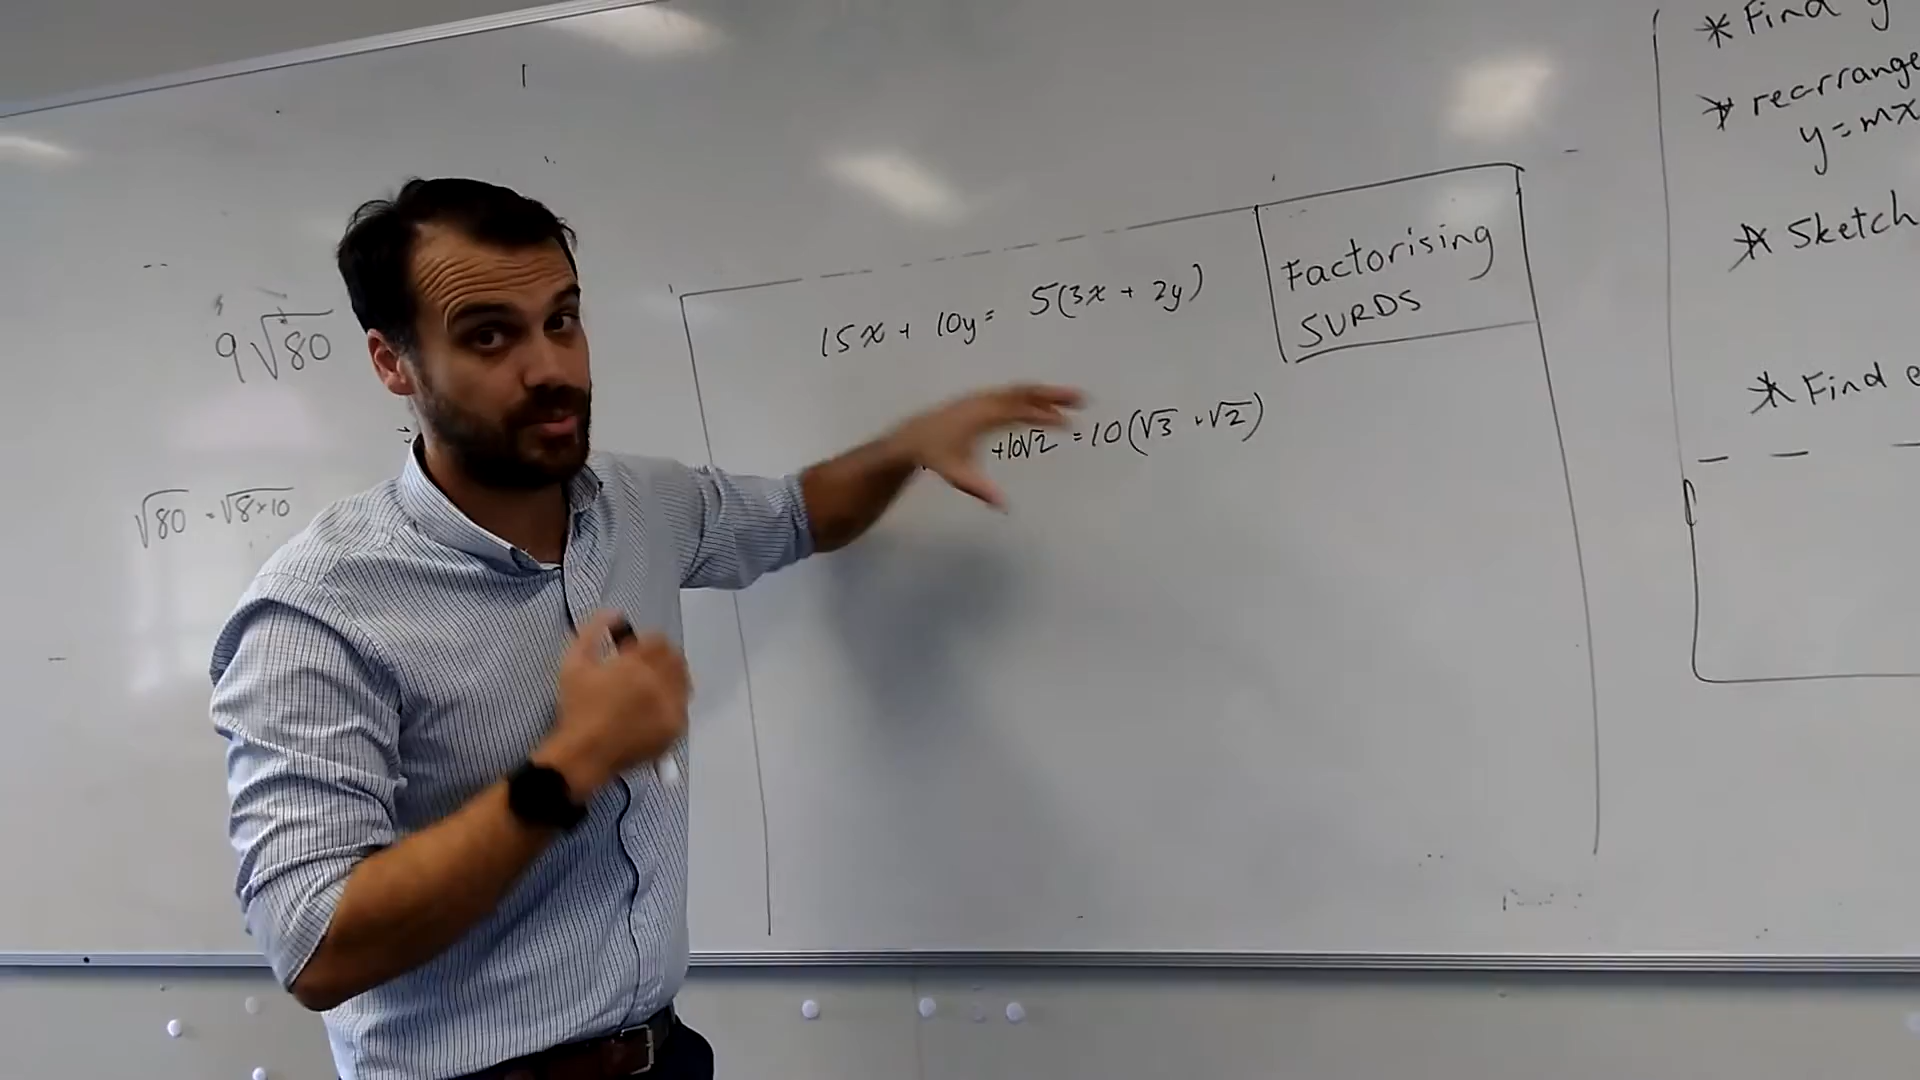 9√80
√80 = √8×10
15x + 10y = 5(3x + 2y)
+10√2 = 10(√3 + √2)
Factorising
SURDS
* Find y
* rearrange
y = mx
* Sketch
* Find